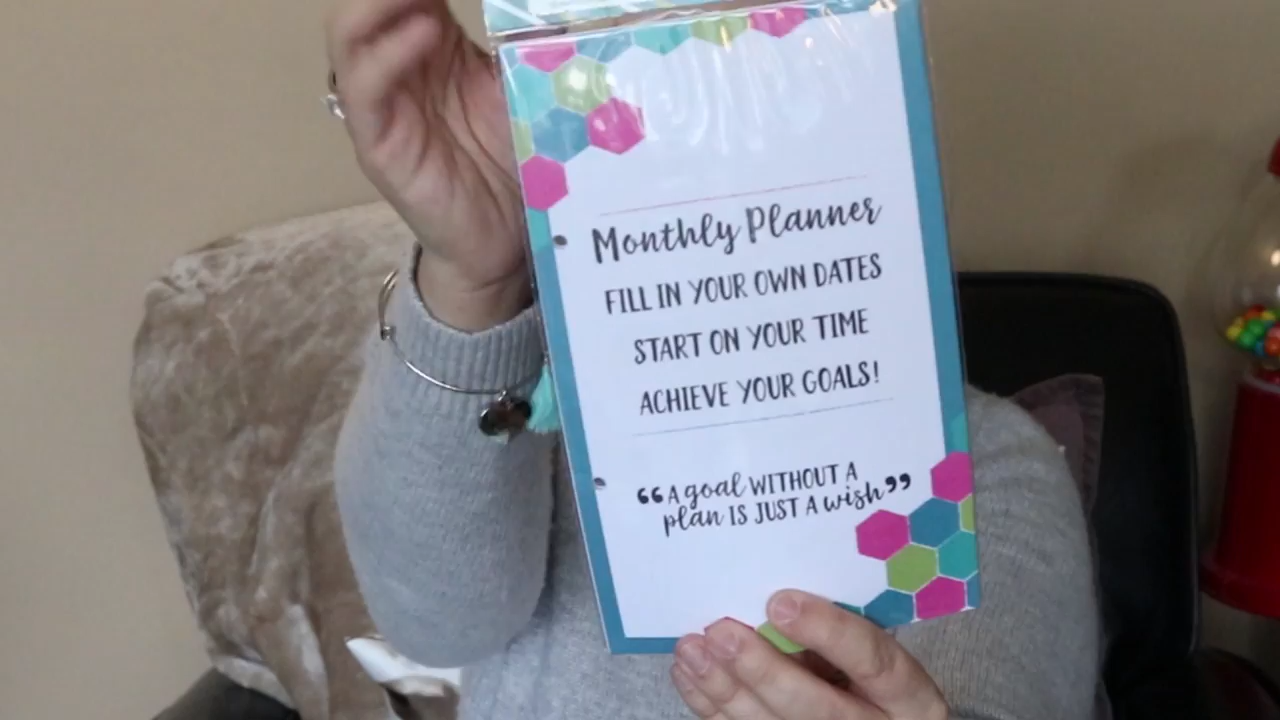 Monthly Planner
FILL IN YOUR OWN DATES
START ON YOUR TIME
ACHIEVE YOUR GOALS!
“A goal WITHOUT A
plan IS JUST A wish”